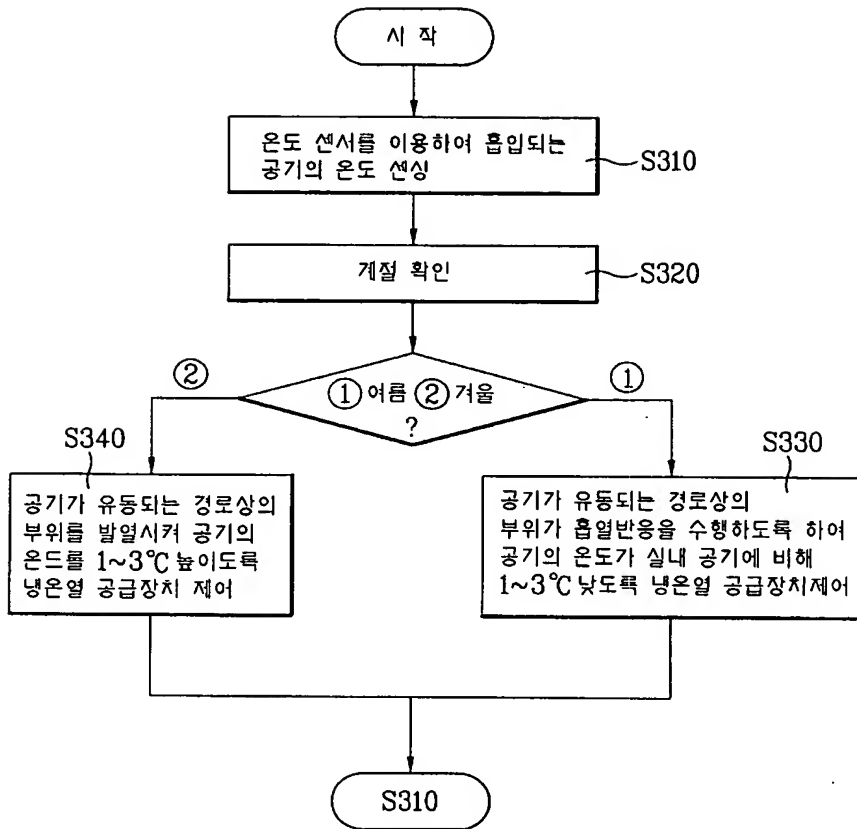 시 작
온도 센서를 이용하여 흡입되는
공기의 온도 센싱
S310
계절 확인
S320
② ① 여름 ② 겨울 ①
?
S340
공기가 유동되는 경로상의
부위를 발열시켜 공기의
온드를 1~3℃ 높이도록
냉온열 공급장치 제어
S330
공기가 유동되는 경로상의
부위가 흡열반응을 수행하도록 하여
공기의 온도가 실내 공기에 비해
1~3℃ 낮도록 냉온열 공급장치제어
S310